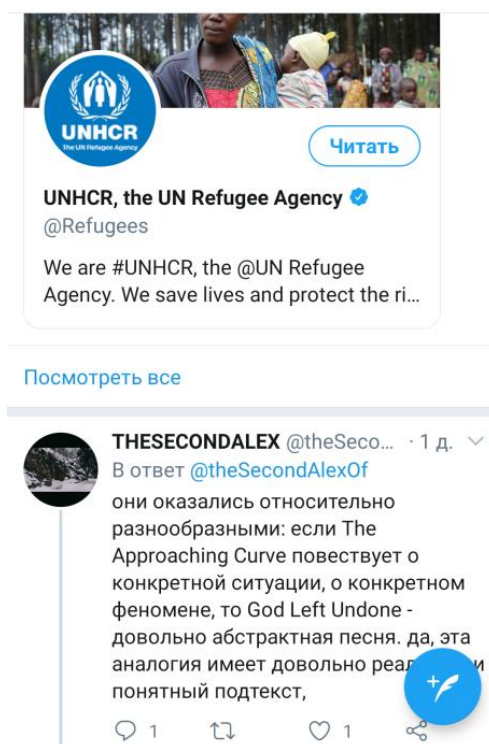 UNHCR
The UN Refugee Agency
Читать
UNHCR, the UN Refugee Agency
@Refugees
We are #UNHCR, the @UN Refugee
Agency. We save lives and protect the ri...
Посмотреть все
THESECONDALEX @theSeco... · 1 д.
В ответ @theSecondAlexOf
они оказались относительно
разнообразными: если The
Approaching Curve повествует о
конкретной ситуации, о конкретном
феномене, то God Left Undone -
довольно абстрактная песня. да, эта
аналогия имеет довольно
понятный подтекст,
1 1